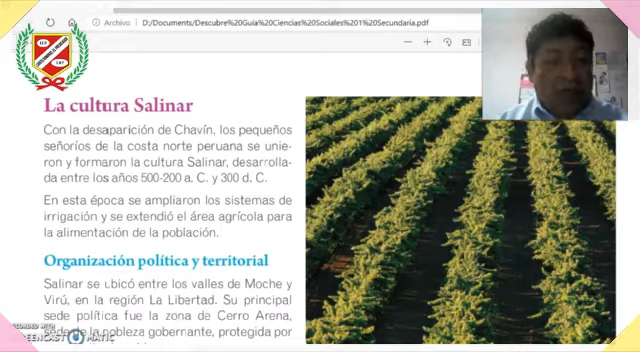 Archivo | D:/Documents/Descubre%20Guía%20Ciencias%20Sociales%201%20Secundaria.pdf
La cultura Salinar
Con la desaparición de Chavín, los pequeños
señoríos de la costa norte peruana se unie-
ron y formaron la cultura Salinar, desarrolla-
da entre los años 500-200 a. C. y 300 d. C.
En esta época se ampliaron los sistemas de
irrigación y se extendió el área agrícola para
la alimentación de la población.
Organización política y territorial
Salinar se ubicó entre los valles de Moche y
Virú, en la región La Libertad. Su principal
sede política fue la zona de Cerro Arena,
sede de la nobleza gobernante, protegida por
RECORDED WITH
SCREENCAST MATIC